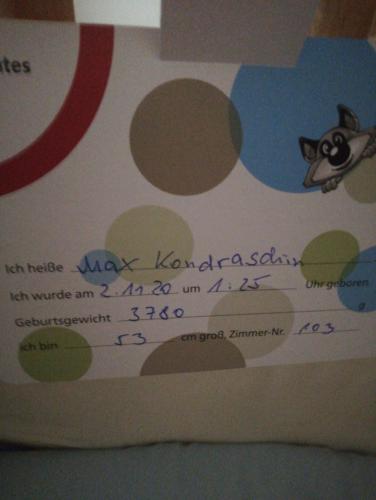 Ich heiße Max Kondraschin
Ich wurde am 2.11.20 um 1:25 Uhr geboren
Geburtsgewicht 3780 g
Ich bin 53 cm groß, Zimmer-Nr. 103